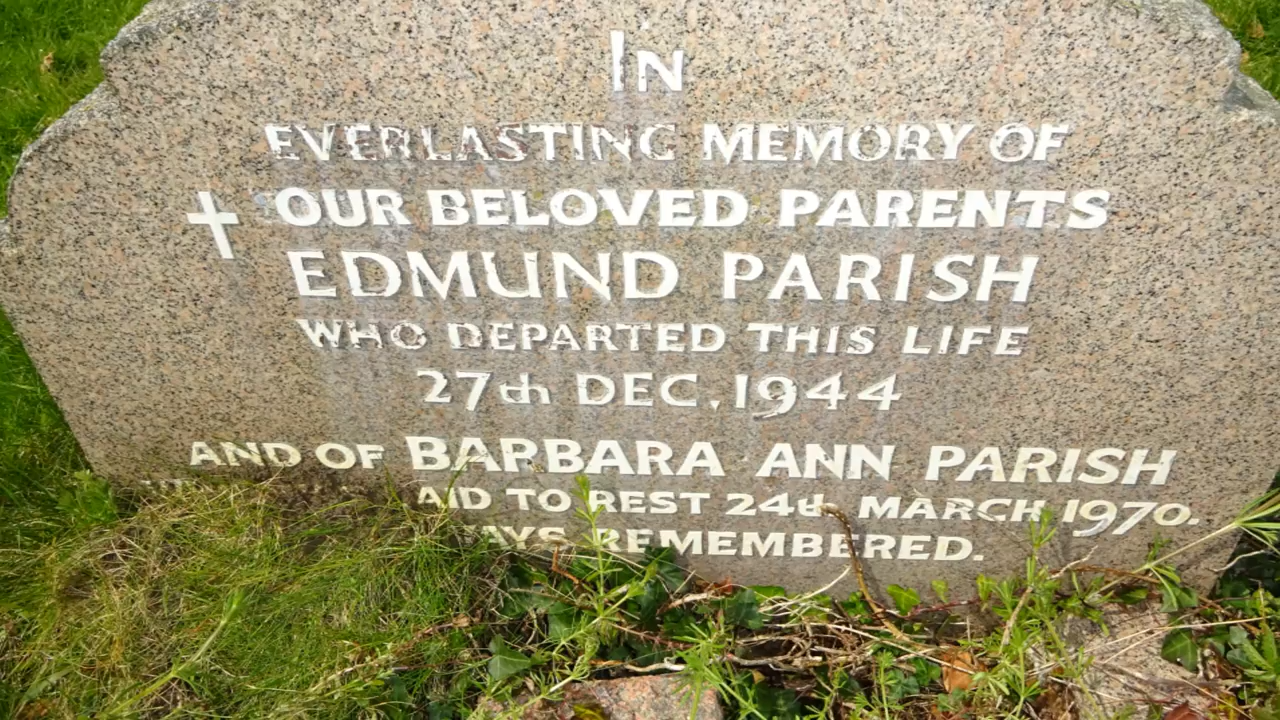 IN
EVERLASTING MEMORY OF
OUR BELOVED PARENTS
EDMUND PARISH
WHO DEPARTED THIS LIFE
27th DEC. 1944
AND OF BARBARA ANN PARISH
AID TO REST 24th MARCH 1970.
AYS REMEMBERED.